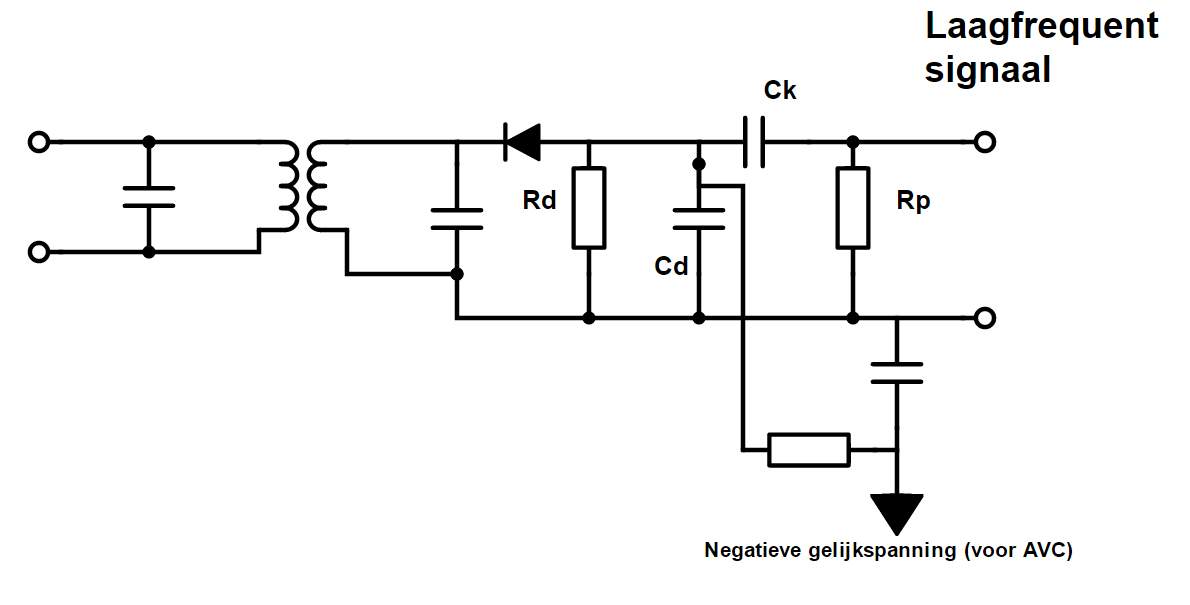 Laagfrequent
signaal
Ck
Rd
Rp
Cd
Negatieve gelijkspanning (voor AVC)